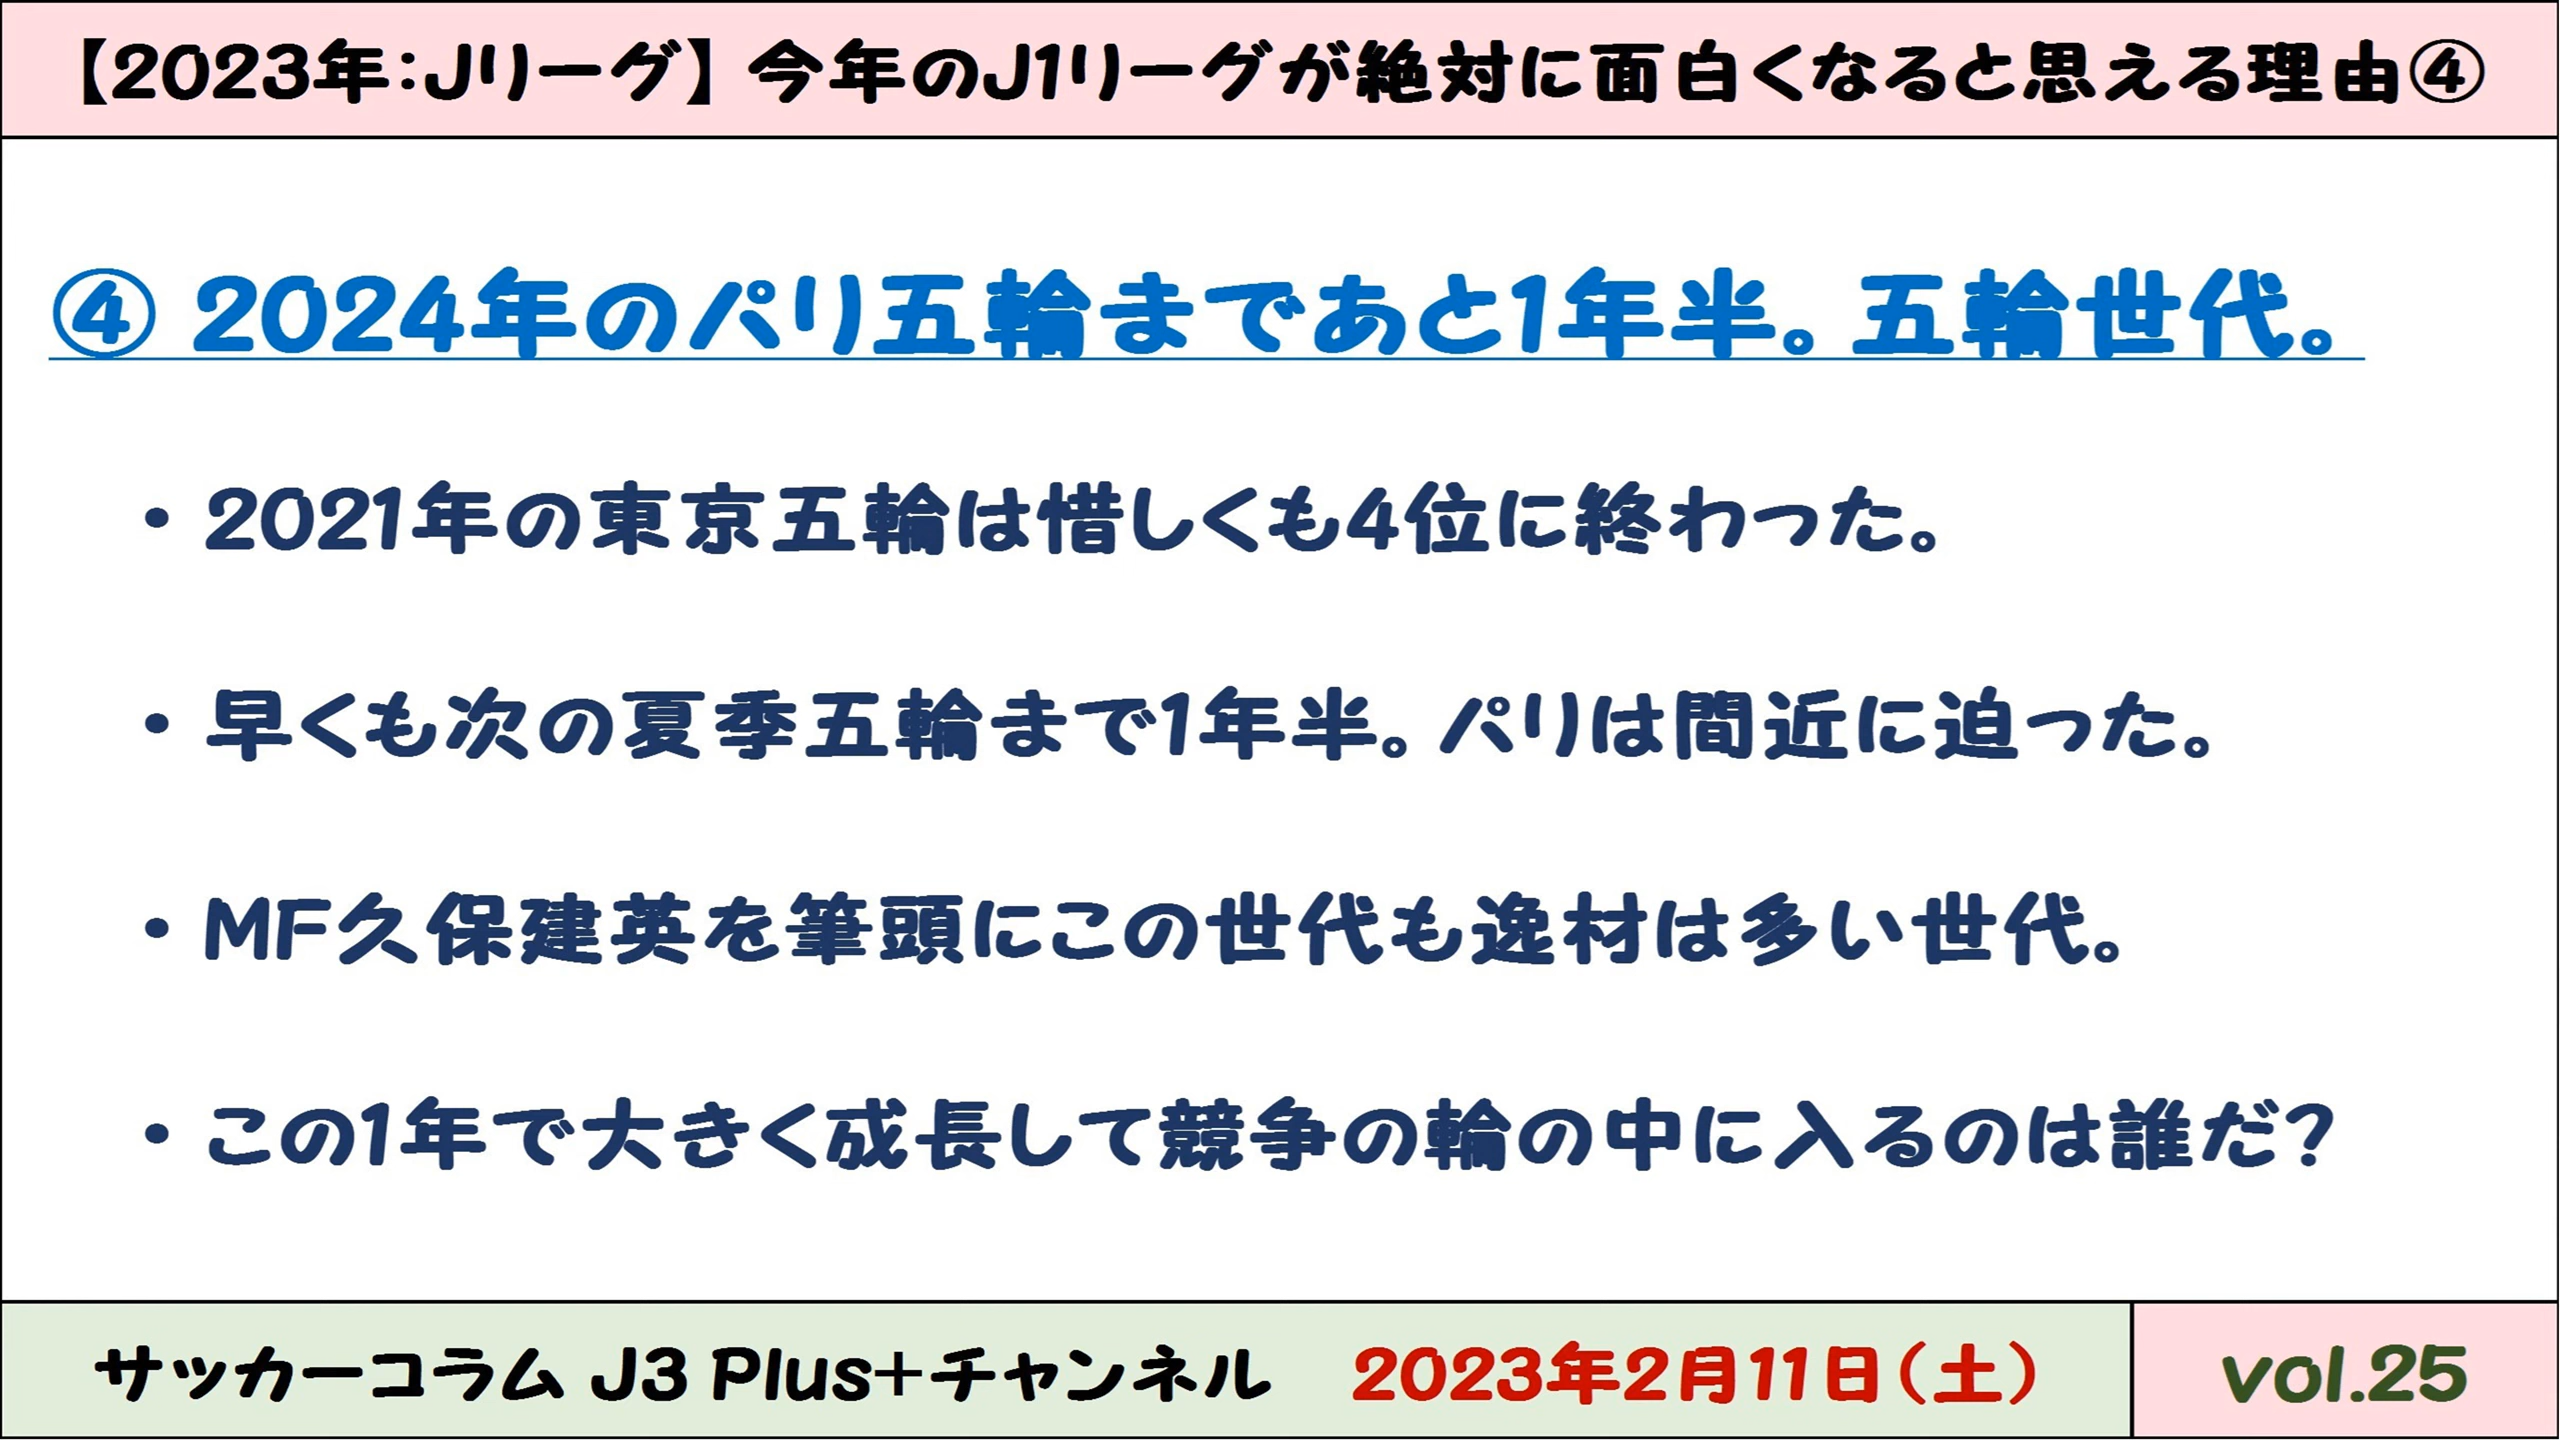 【2023年：Jリーグ】今年のJ1リーグが絶対に面白くなると思える理由④
④ 2024年のパリ五輪まであと1年半。五輪世代。
・2021年の東京五輪は惜しくも4位に終わった。
・早くも次の夏季五輪まで1年半。パリは間近に迫った。
・MF久保建英を筆頭にこの世代も逸材は多い世代。
・この1年で大きく成長して競争の輪の中に入るのは誰だ？
サッカーコラム J3 Plus+チャンネル 2023年2月11日（土）
vol.25